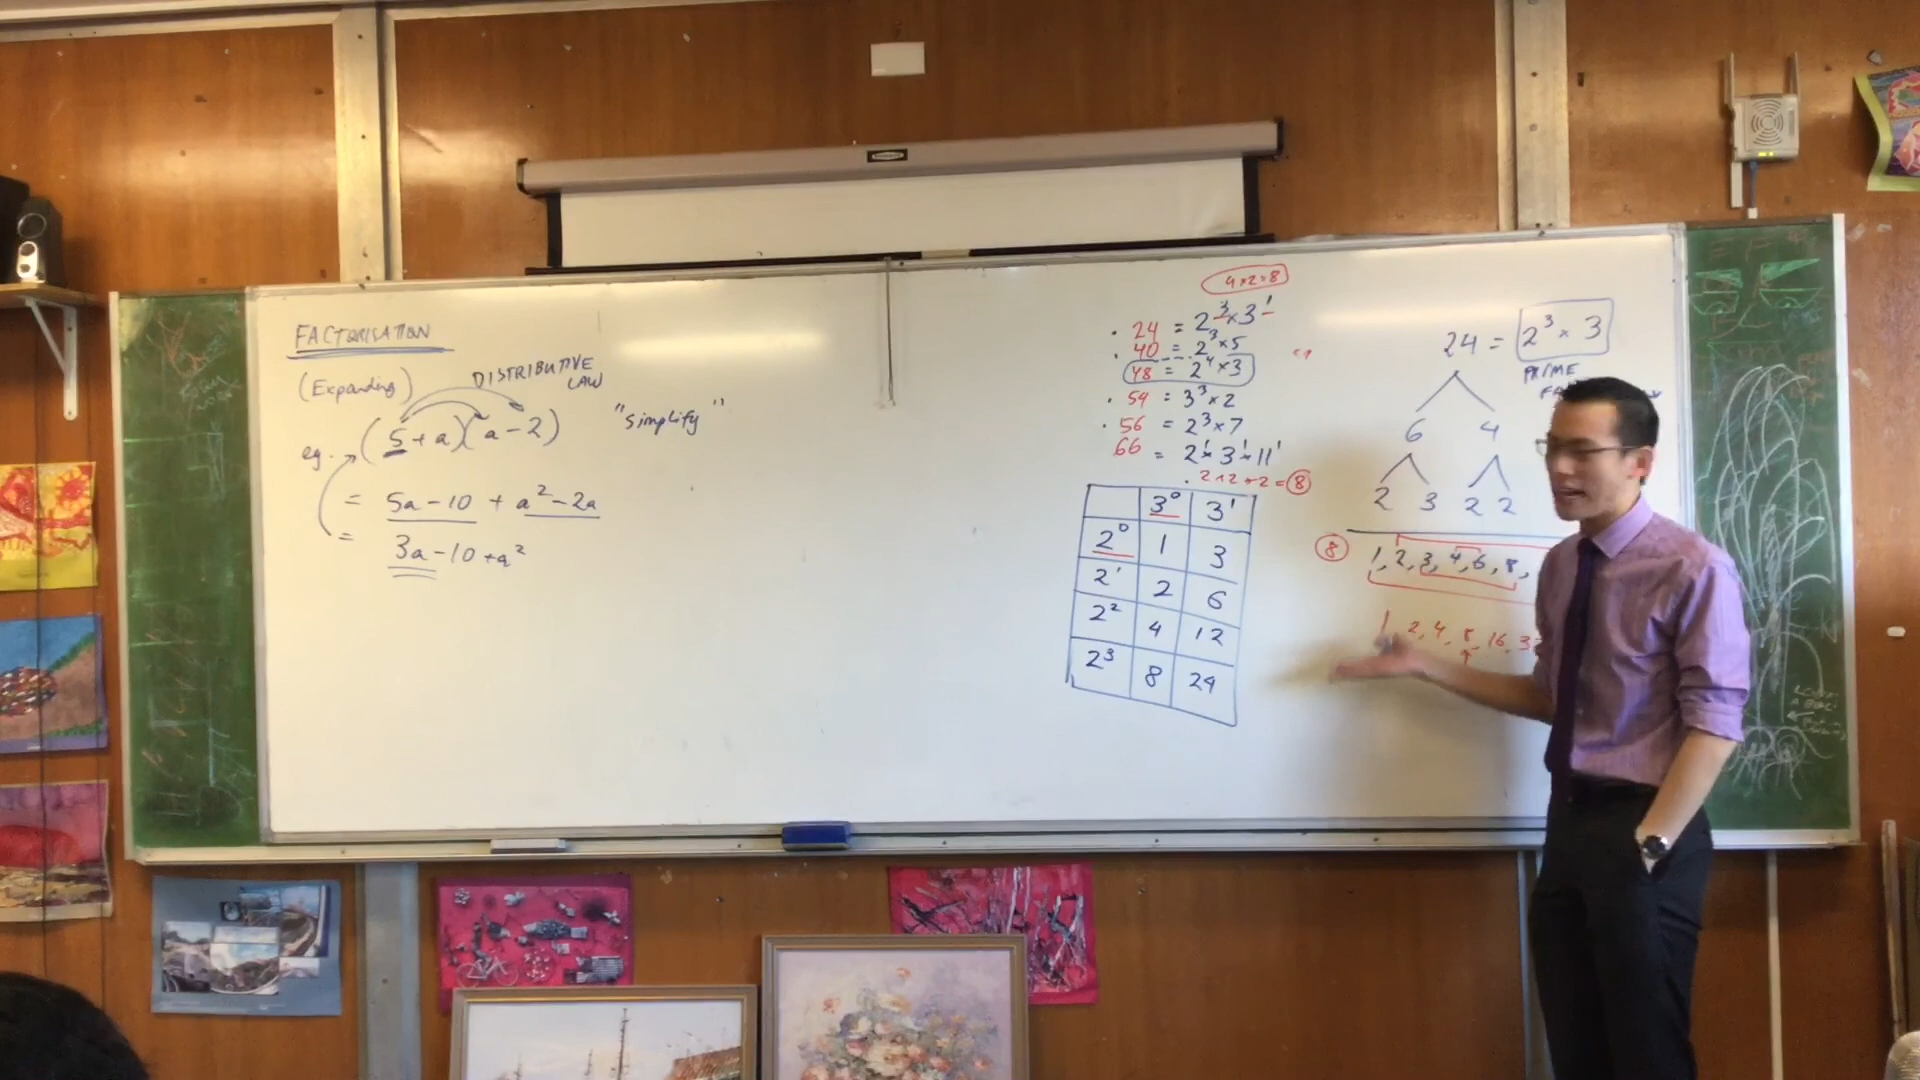 FACTORISATION
(Expanding)
DISTRIBUTIVE LAW
eg. (5+a)(a-2)
"simplify"
= 5a-10 + a²-2a
= 3a-10+a²
4×2=8
24 = 2³×3¹
40 = 2³×5
48 = 2⁴×3
54 = 3³×2
56 = 2³×7
66 = 2¹×3¹×11¹
2×2×2=8
3⁰ 3¹
2⁰ 1 3
2¹ 2 6
2² 4 12
2³ 8 24
24 = 2³×3
PRIME
6 4
2 3 2 2
8 1, 2, 3, 4, 6, 8,
1, 2, 4, 8, 16,